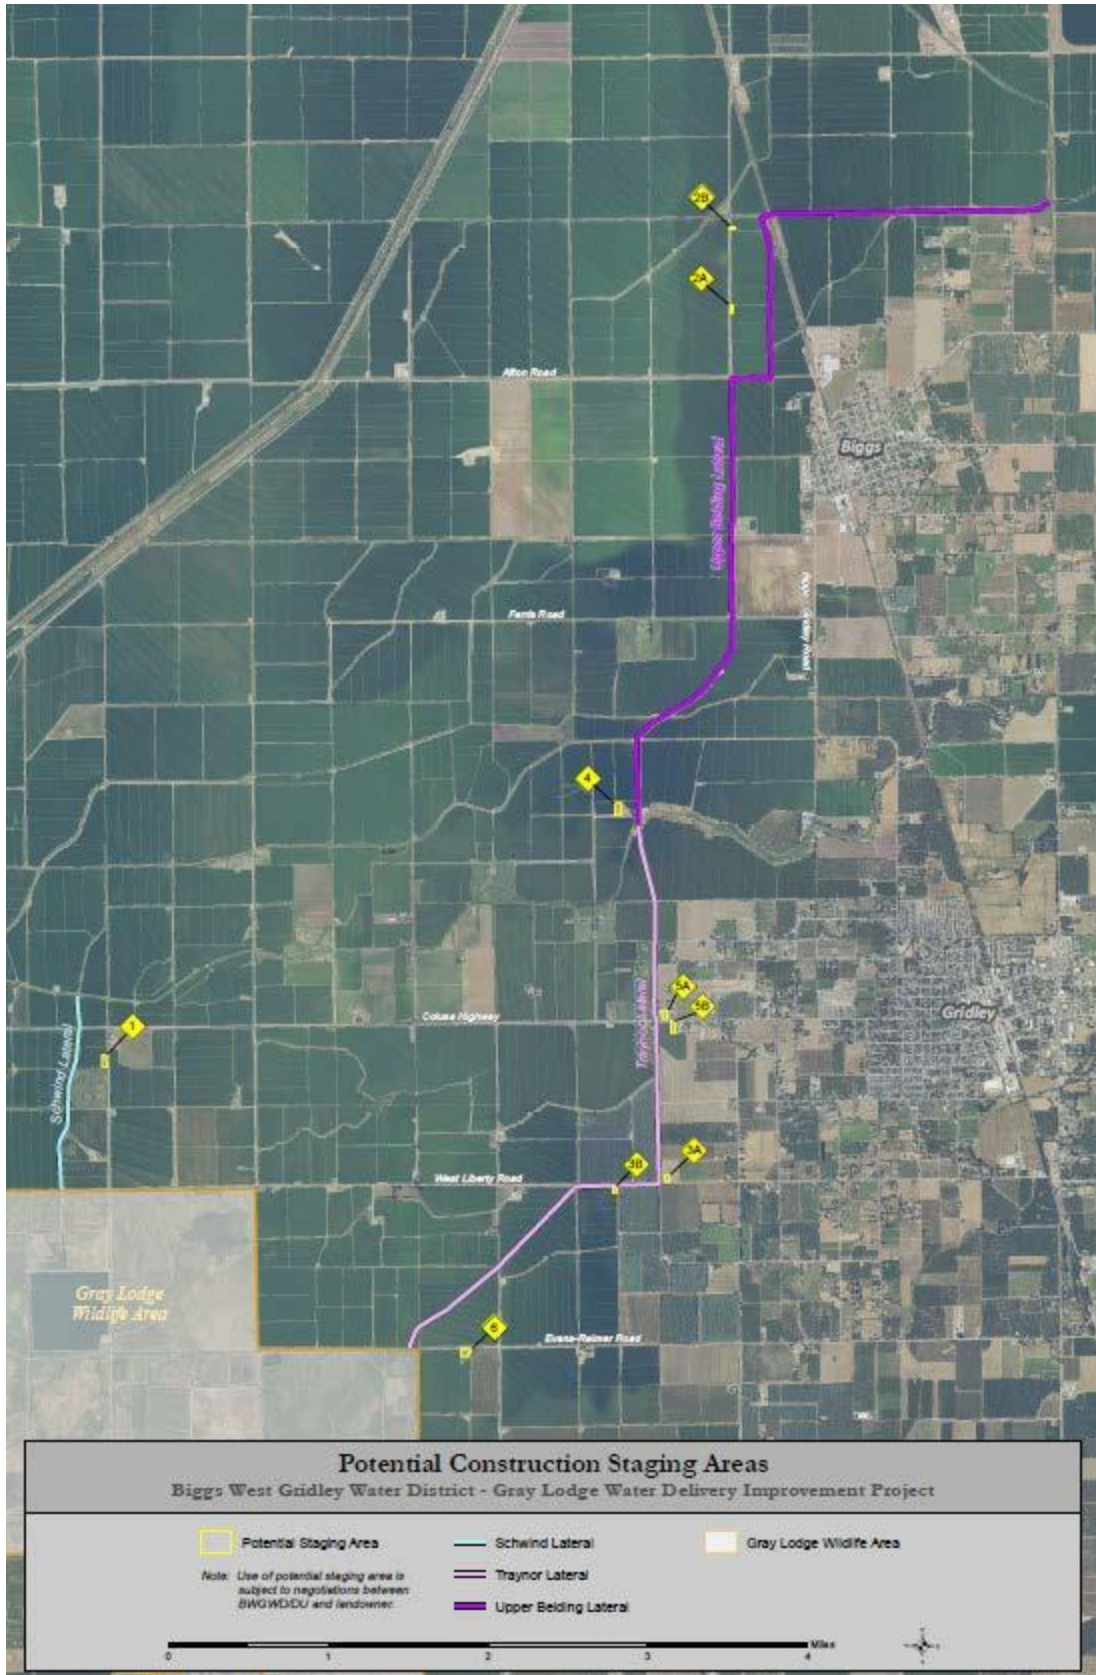 2B
2A
Afton Road
Biggs
Upper Belding Lateral
Farris Road
4
5A
5B
Gridley
Colusa Highway
1
Schwind Lateral
Traynor Lateral
3A
3B
West Liberty Road
Gray Lodge
Wildlife Area
6
Evans-Reimer Road
Potential Construction Staging Areas
Biggs West Gridley Water District - Gray Lodge Water Delivery Improvement Project
Potential Staging Area
Schwind Lateral
Gray Lodge Wildlife Area
Note: Use of potential staging area is
subject to negotiations between
BWGWD/DU and landowner.
Traynor Lateral
Upper Belding Lateral
0 1 2 3 4 Miles